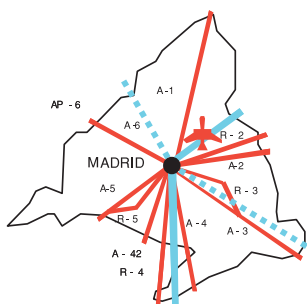 A-1
AP - 6
A-6
R - 2
MADRID
A-2
A-5
R - 3
R - 5
A - 4
A - 3
A - 42
R - 4